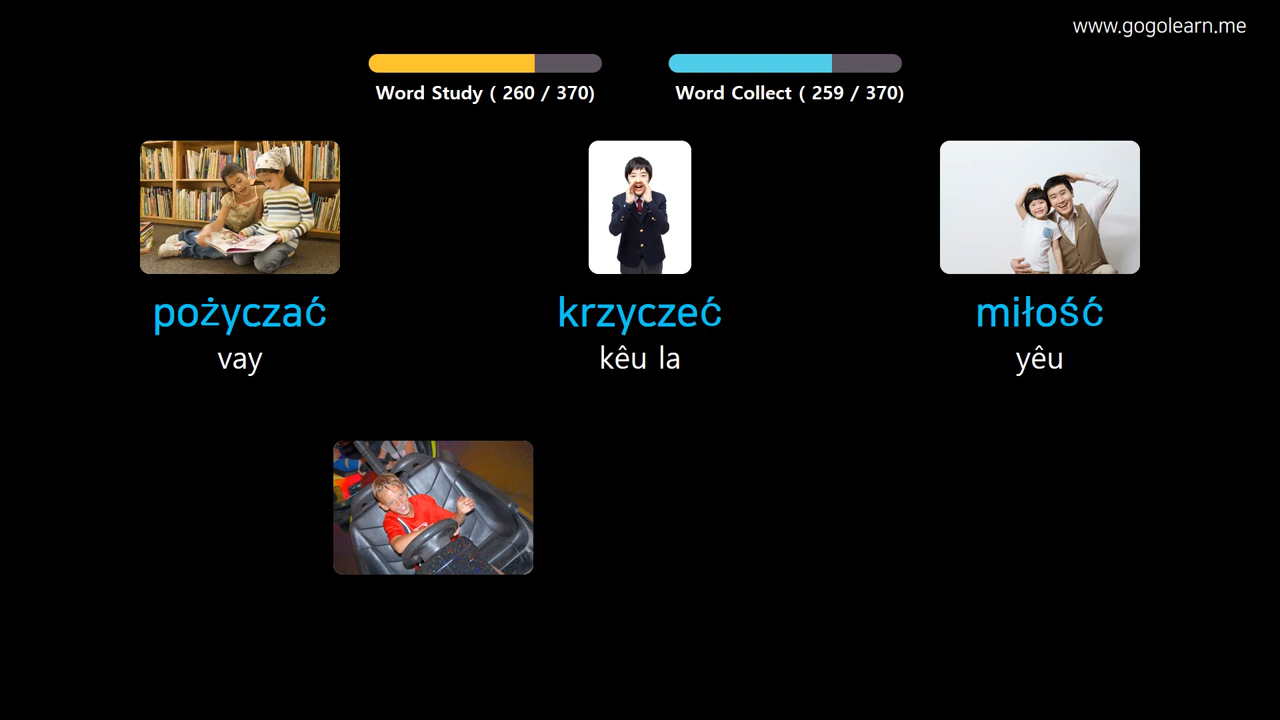 www.gogolearn.me
Word Study ( 260 / 370)
Word Collect ( 259 / 370)
pożyczać
vay
krzyczeć
kêu la
miłość
yêu